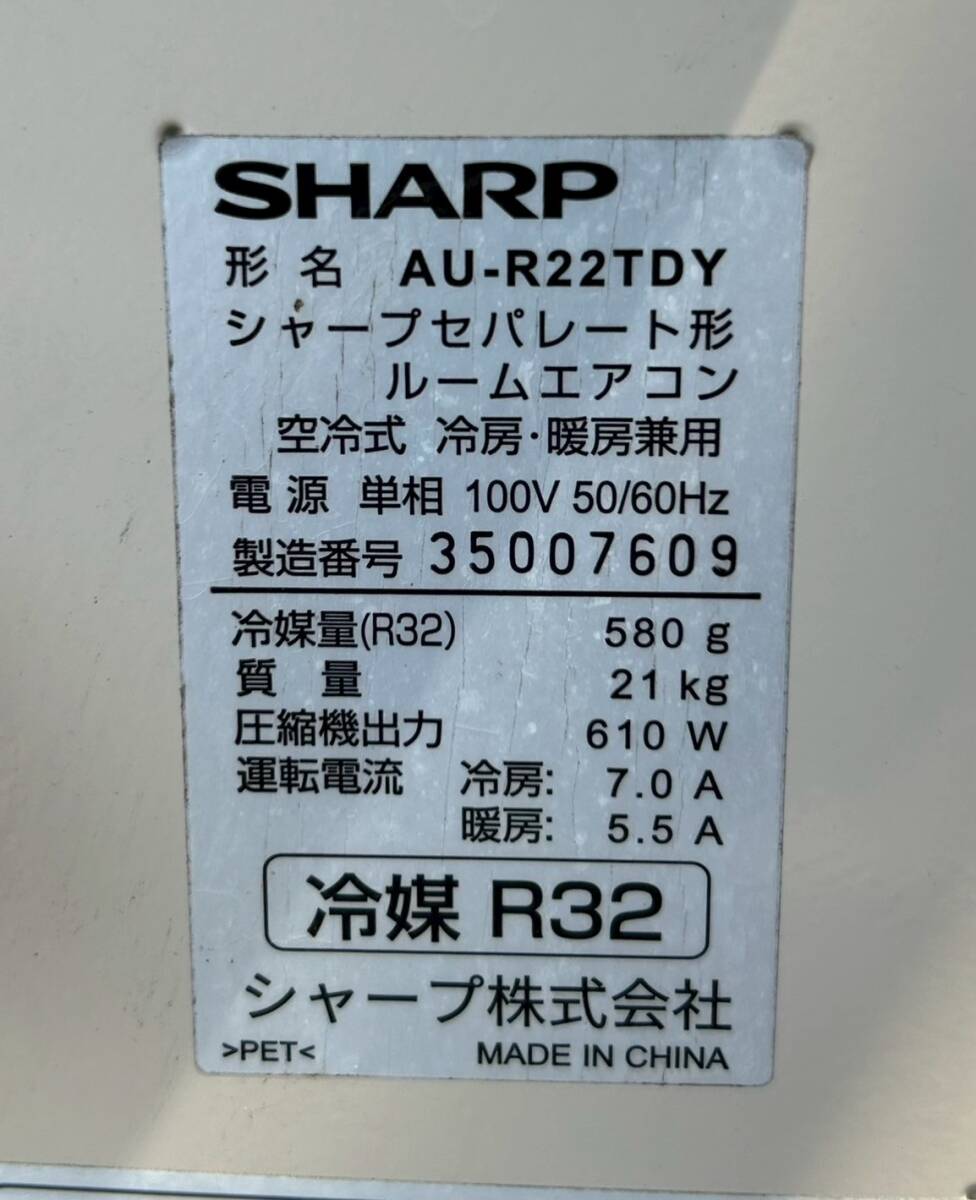 SHARP
形名 AU-R22TDY
シャープセパレート形
ルームエアコン
空冷式 冷房・暖房兼用
電源 単相 100V 50/60Hz
製造番号 35007609
冷媒量(R32) 580 g
質量 21 kg
圧縮機出力 610 W
運転電流 冷房: 7.0 A
暖房: 5.5 A
冷媒 R32
シャープ株式会社
>PET< MADE IN CHINA